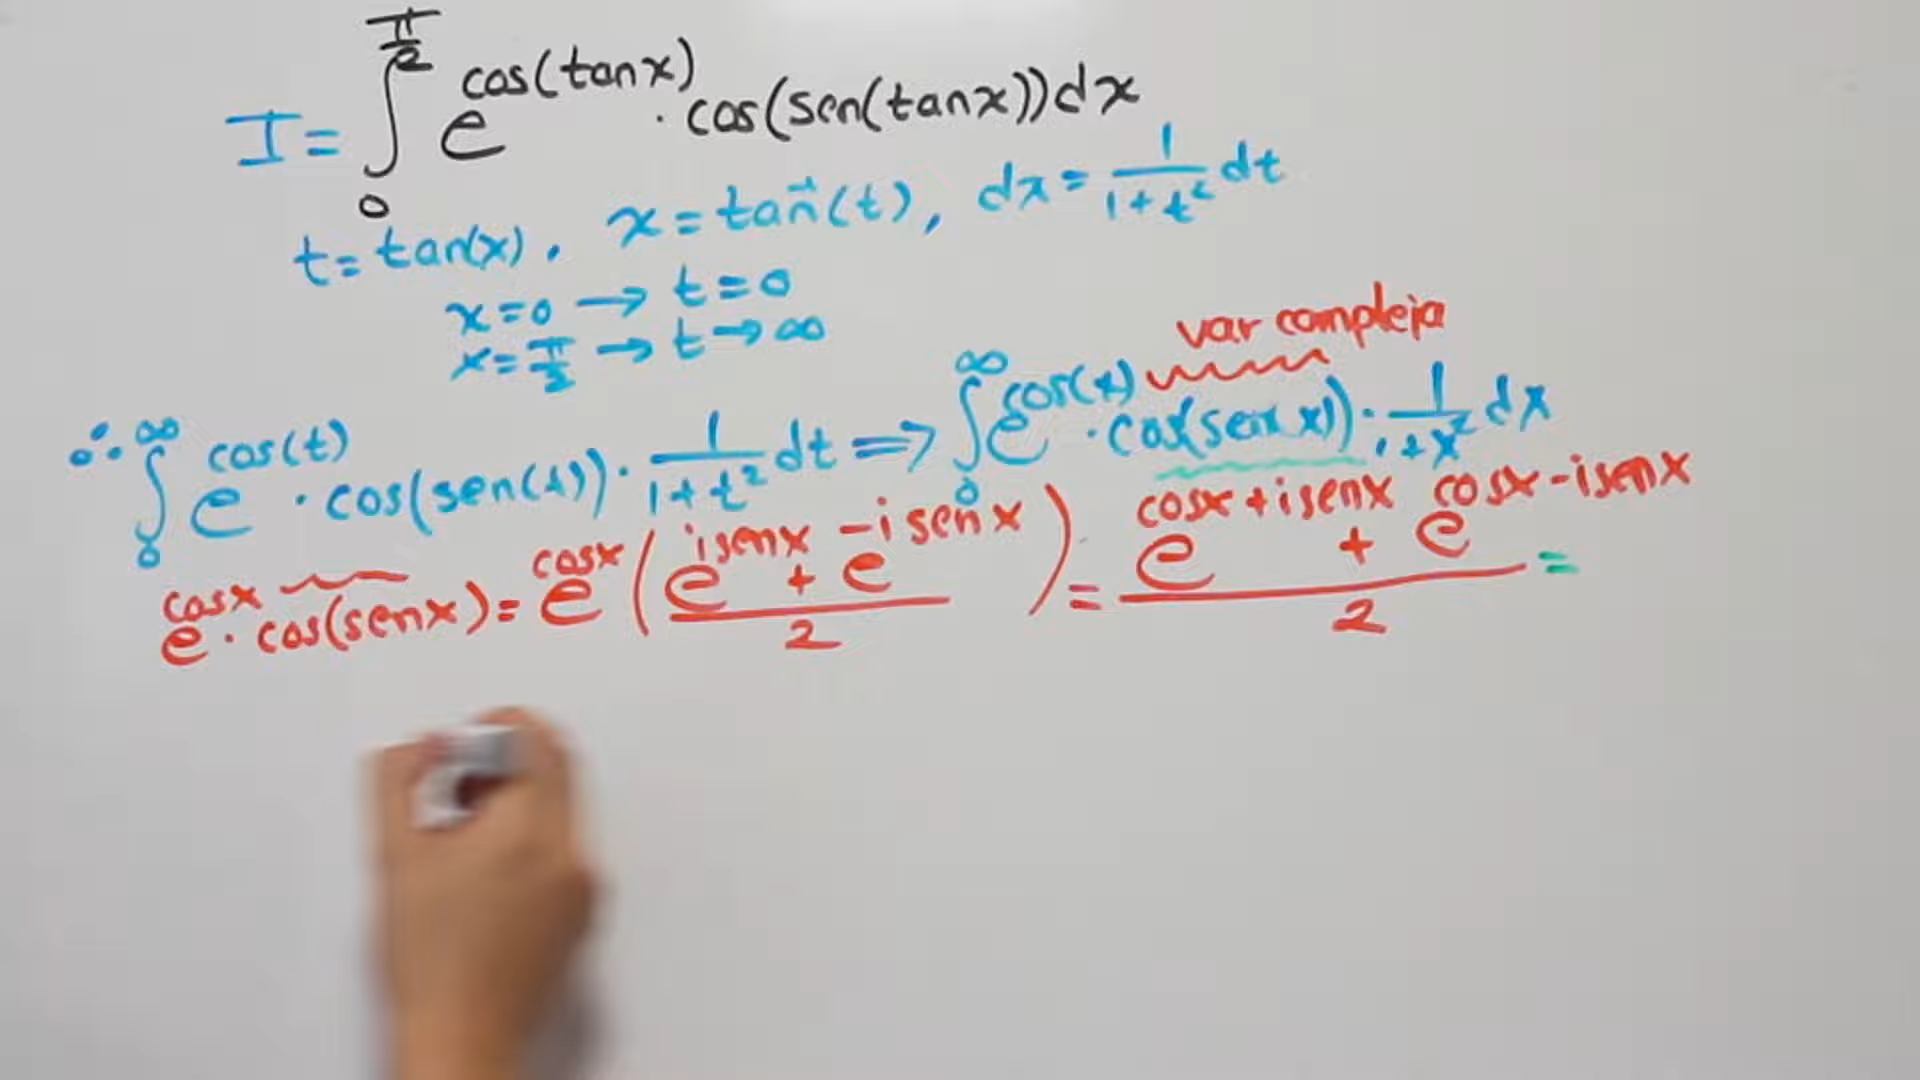 I = ∫₀^{π/2} e^{cos(tanx)} · cos(sen(tanx))dx
t = tan(x), x = tan⁻¹(t), dx = 1/(1+t²) dt
x=0 → t=0
x=π/2 → t→∞
var compleja
∴ ∫₀^∞ e^{cos(t)} · cos(sen(t)) · 1/(1+t²) dt ⇒ ∫₀^∞ e^{cos(x)} · cos(sen x)) · 1/(1+x²) dx
e^{cosx} · cos(senx) = e^{cosx} (e^{isenx} + e^{-isenx} / 2) = e^{cosx+isenx} + e^{cosx-isenx} / 2 =